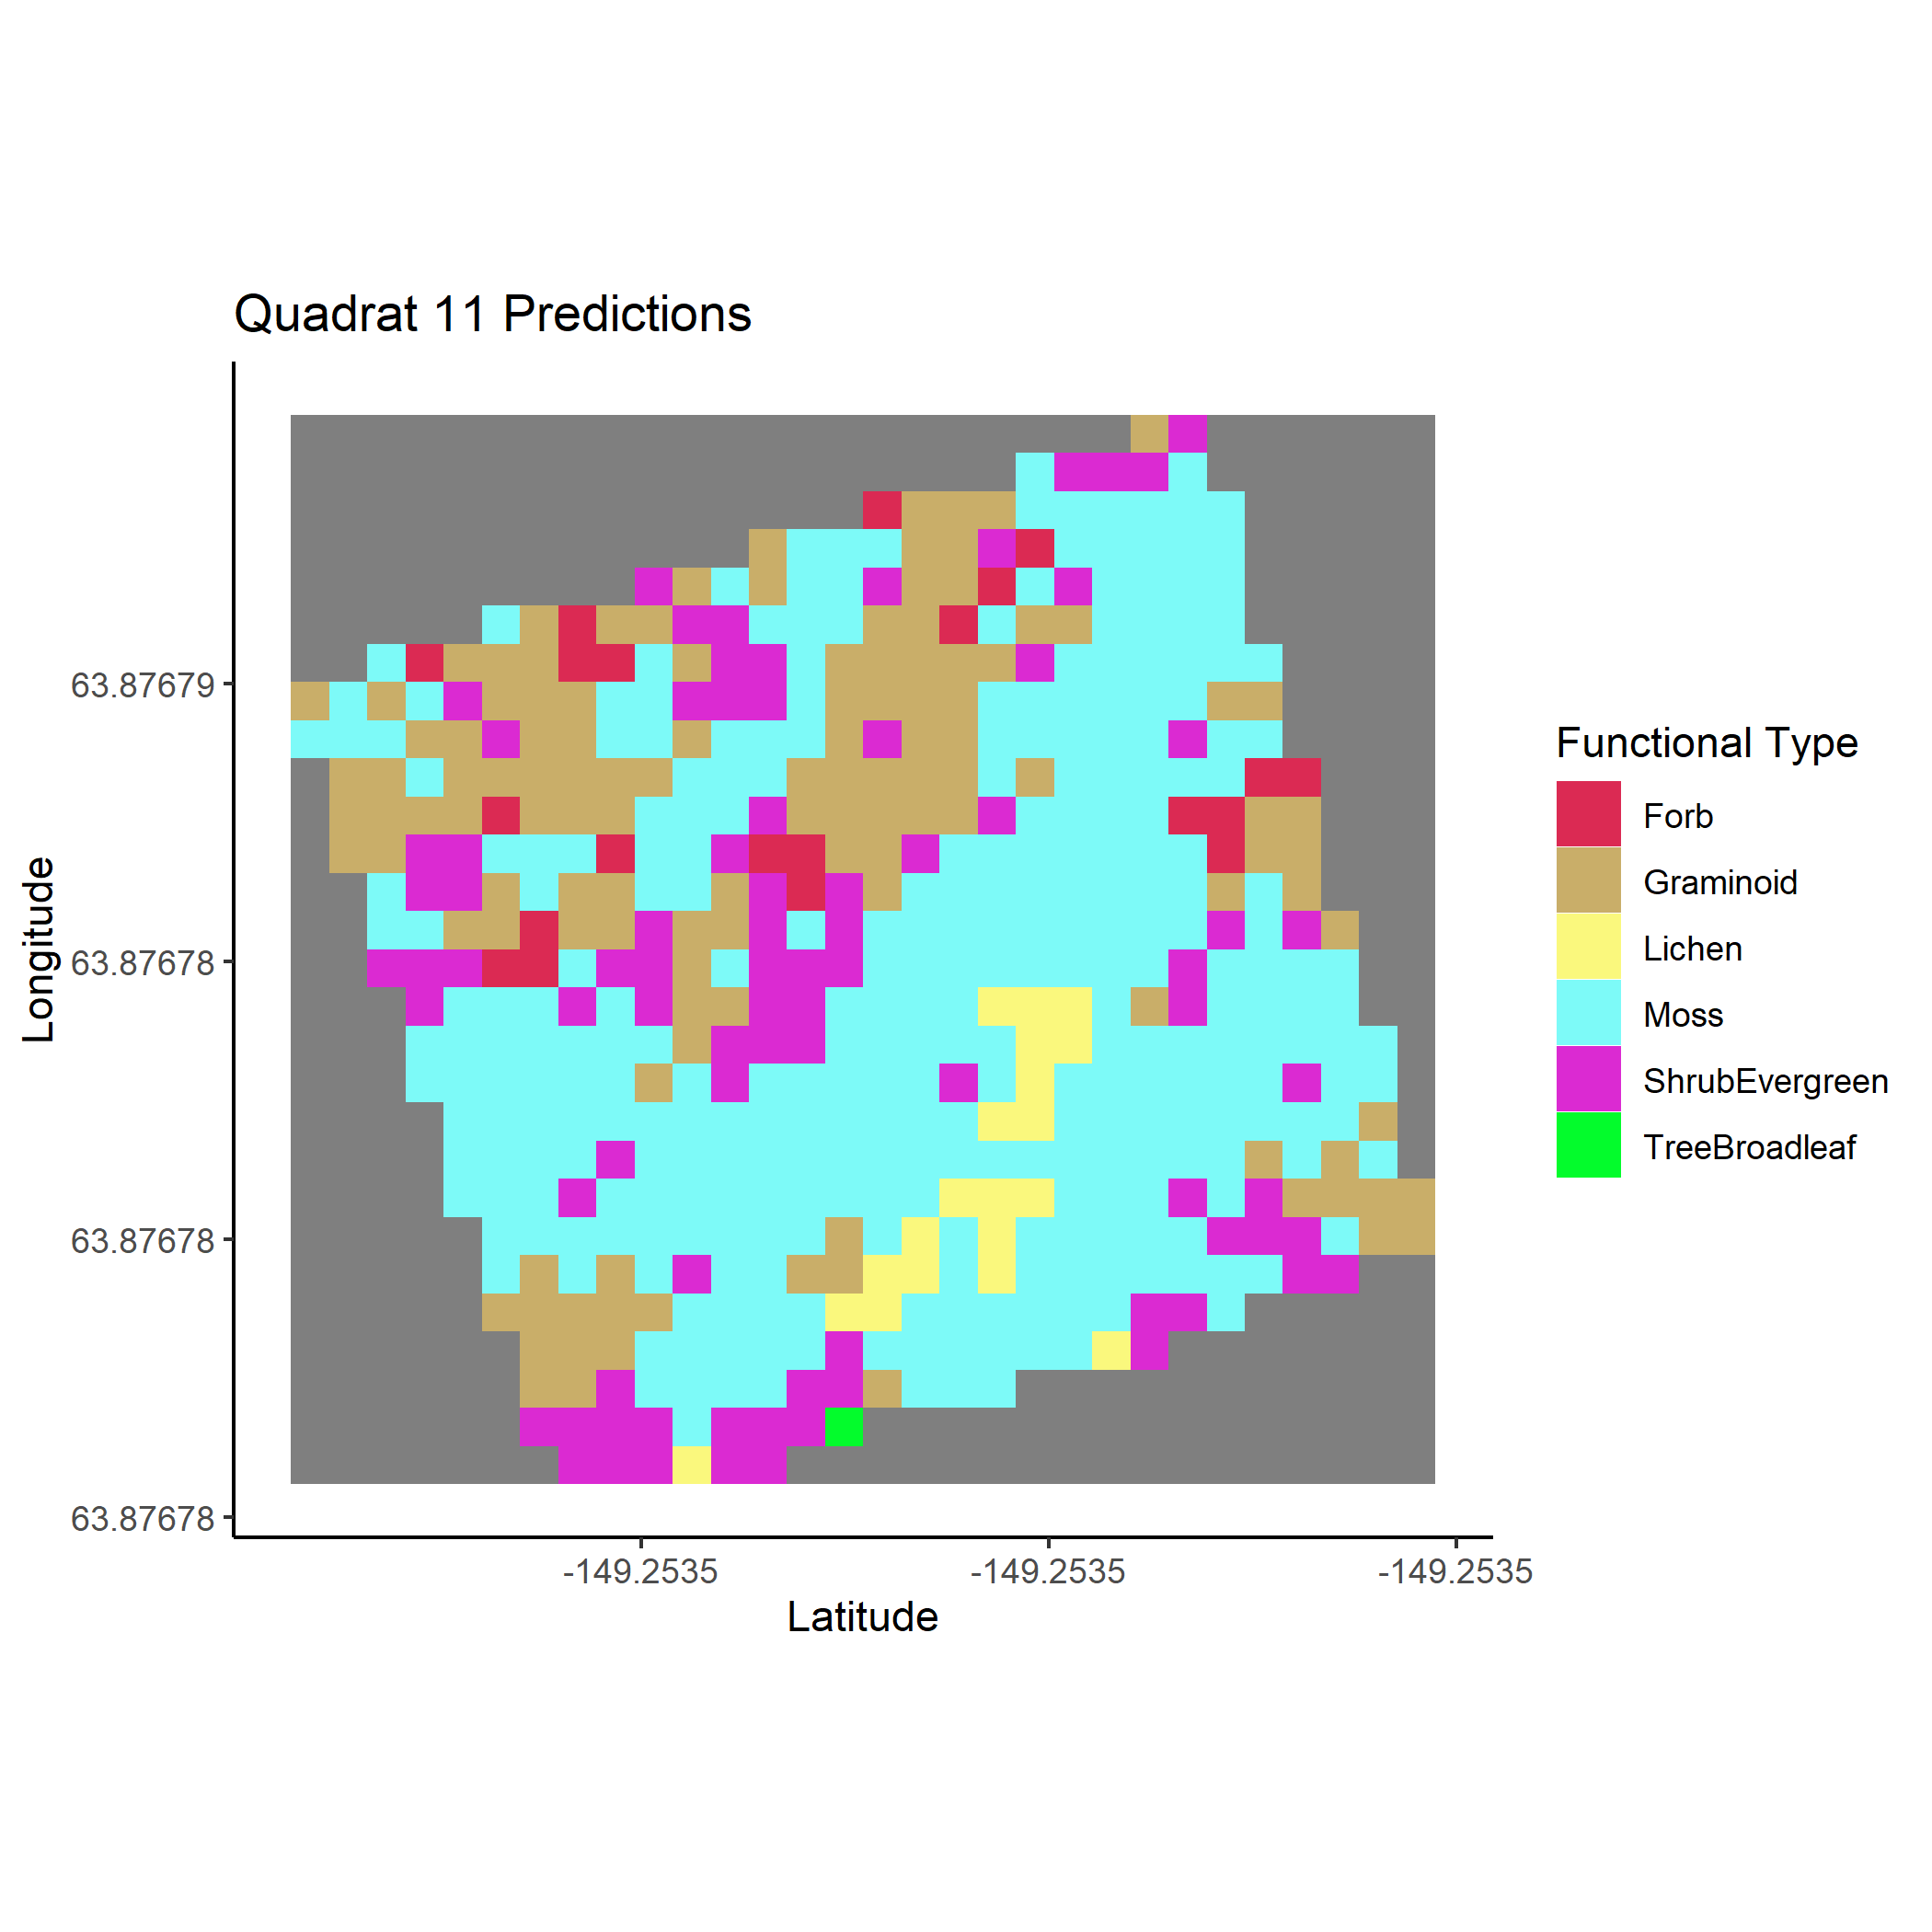 Quadrat 11 Predictions
Longitude
63.87679
63.87678
63.87678
63.87678
-149.2535
-149.2535
-149.2535
Latitude
Functional Type
Forb
Graminoid
Lichen
Moss
ShrubEvergreen
TreeBroadleaf